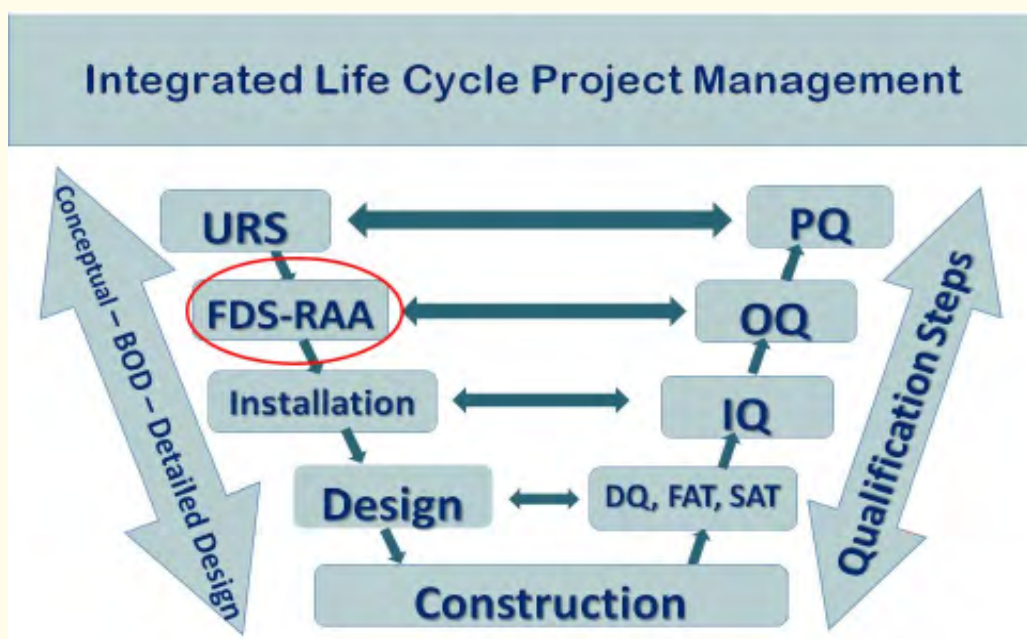 Integrated Life Cycle Project Management
Conceptual – BOD – Detailed Design
URS
PQ
Qualification Steps
FDS-RAA
OQ
Installation
IQ
Design
DQ, FAT, SAT
Construction